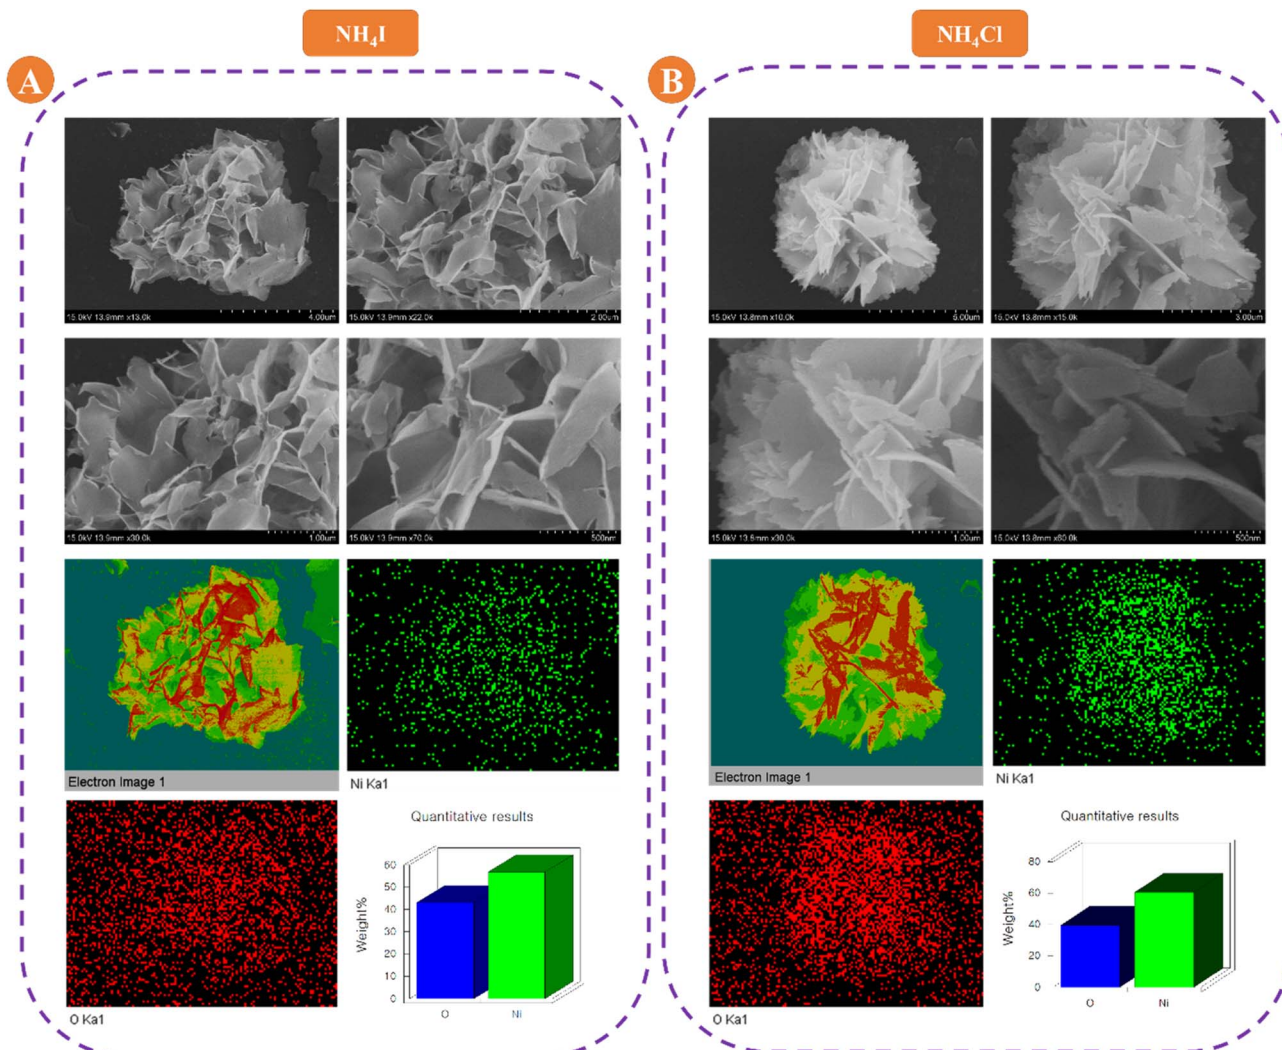 NH₄I
NH₄Cl
A
B
15.0kV 13.9mm x13.0k 4.00um
15.0kV 13.9mm x22.0k 2.00um
15.0kV 13.8mm x10.0k 5.00um
15.0kV 13.8mm x15.0k 3.00um
15.0kV 13.9mm x30.0k 1.00um
15.0kV 13.9mm x70.0k 500nm
15.0kV 13.8mm x30.0k 1.00um
15.0kV 13.8mm x60.0k 500nm
Electron Image 1
Ni Ka1
Electron Image 1
Ni Ka1
Quantitative results
Weight%
60
50
40
30
20
10
0
O Ni
O Ka1
Quantitative results
Weight%
80
60
40
20
0
O Ni
O Ka1